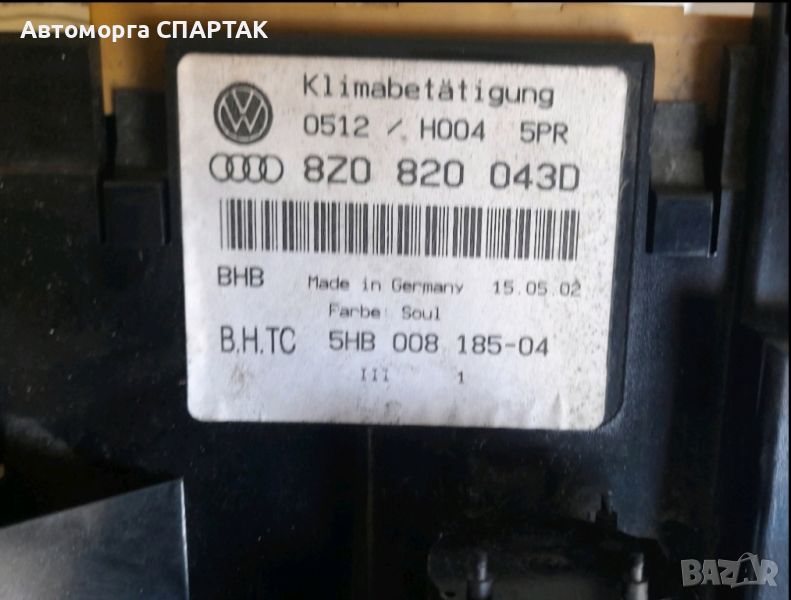 Автоморга СПАРТАК
Klimabetätigung
0512 / H004 5PR
8Z0 820 043D
BHB Made in Germany 15.05.02
Farbe: Soul
B.H.TC 5HB 008 185-04
III 1
BAZAR